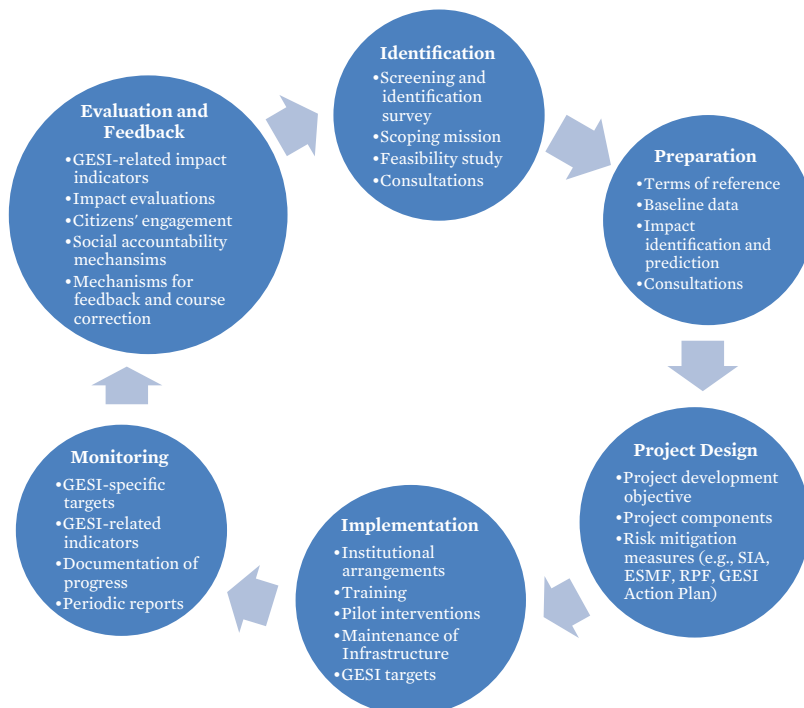 Identification
•Screening and
identification
survey
•Scoping mission
•Feasibility study
•Consultations
Preparation
•Terms of reference
•Baseline data
•Impact
identification and
prediction
•Consultations
Project Design
•Project development
objective
•Project components
•Risk mitigation
measures (e.g., SIA,
ESMF, RPF, GESI
Action Plan)
Implementation
•Institutional
arrangements
•Training
•Pilot interventions
•Maintenance of
Infrastructure
•GESI targets
Monitoring
•GESI-specific
targets
•GESI-related
indicators
•Documentation of
progress
•Periodic reports
Evaluation and
Feedback
•GESI-related impact
indicators
•Impact evaluations
•Citizens' engagement
•Social accountability
mechansims
•Mechanisms for
feedback and course
correction